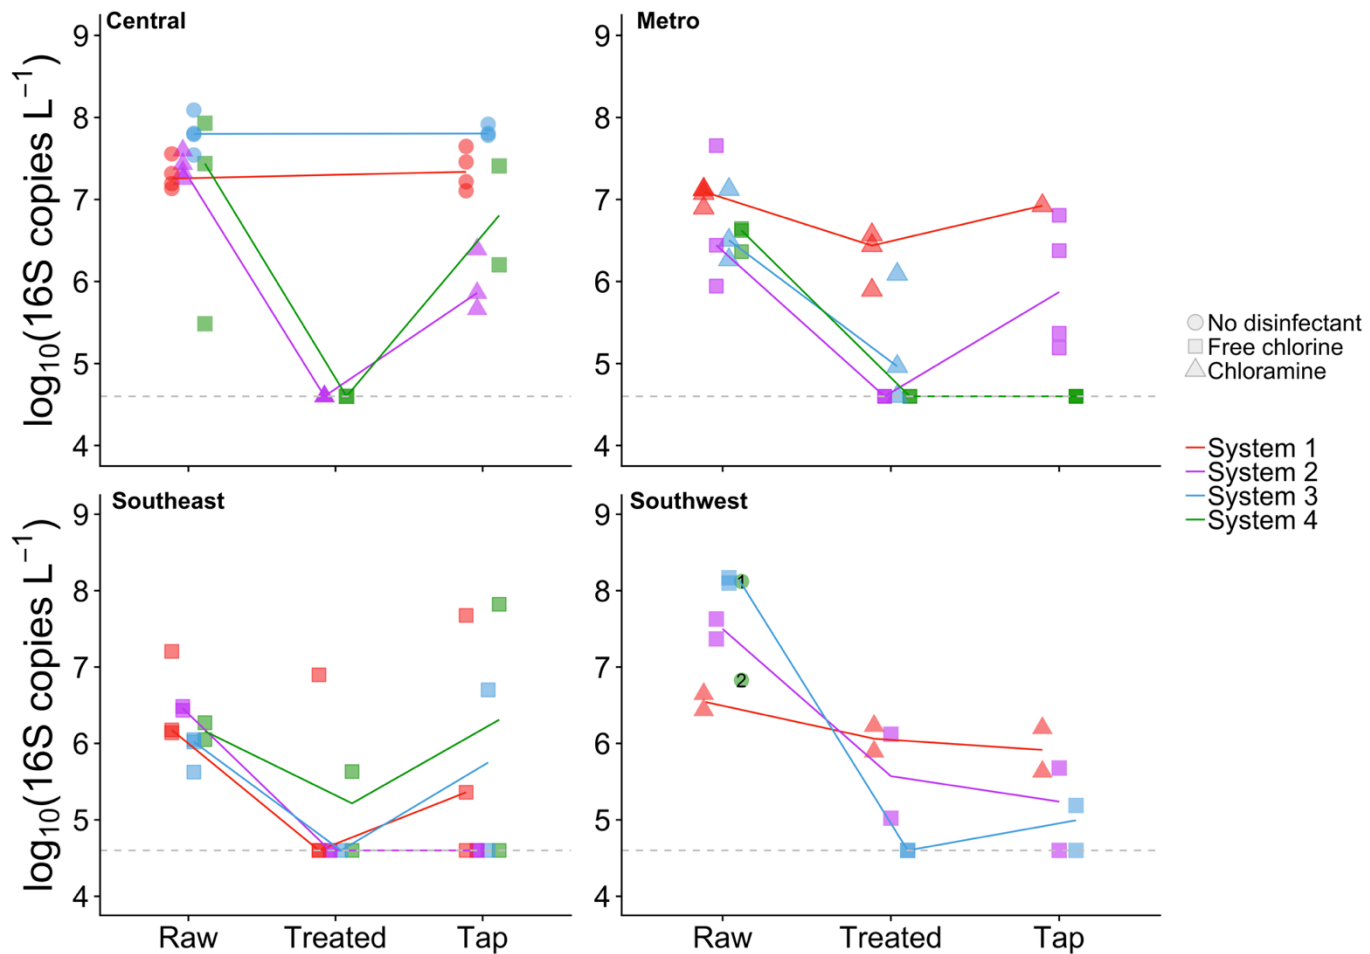 Central
9
8
7
6
5
4
log₁₀(16S copies L⁻¹)
Metro
9
8
7
6
5
4
No disinfectant
Free chlorine
Chloramine
System 1
System 2
System 3
System 4
Southeast
9
8
7
6
5
4
log₁₀(16S copies L⁻¹)
Raw Treated Tap
Southwest
9
8
7
6
5
4
1
2
Raw Treated Tap